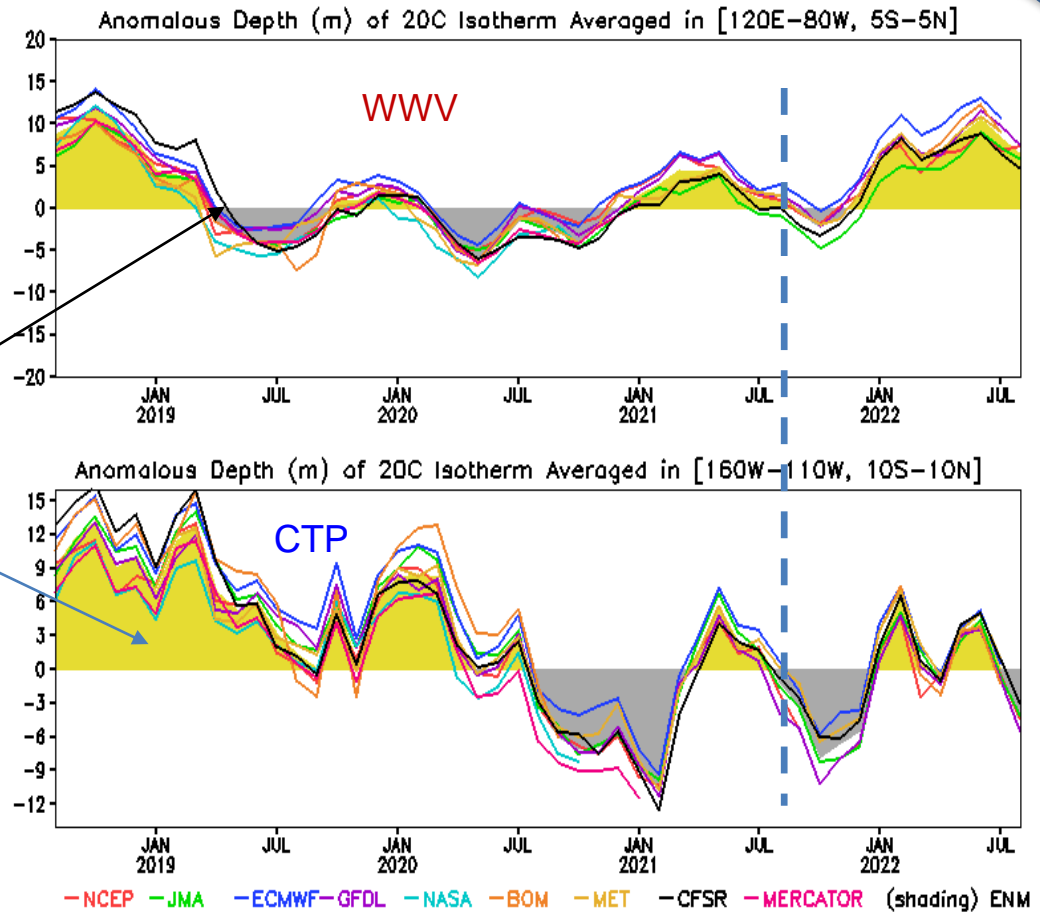 Anomalous Depth (m) of 20C Isotherm Averaged in [120E-80W, 5S-5N]
WWV
20
15
10
5
0
-5
-10
-15
-20
JAN JUL JAN JUL JAN JUL JAN JUL
2019 2020 2021 2022
Anomalous Depth (m) of 20C Isotherm Averaged in [160W-110W, 10S-10N]
CTP
15
12
9
6
3
0
-3
-6
-9
-12
JAN JUL JAN JUL JAN JUL JAN JUL
2019 2020 2021 2022
NCEP JMA ECMWF GFDL NASA BOM MET CFSR MERCATOR (shading) ENM